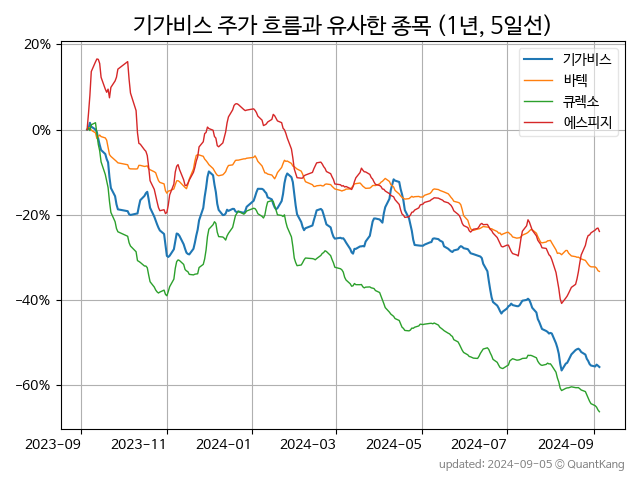 기가비스 주가 흐름과 유사한 종목 (1년, 5일선)
기가비스
바텍
큐렉소
에스피지
20%
0%
−20%
−40%
−60%
2023-09
2023-11
2024-01
2024-03
2024-05
2024-07
2024-09
updated: 2024-09-05 © QuantKang